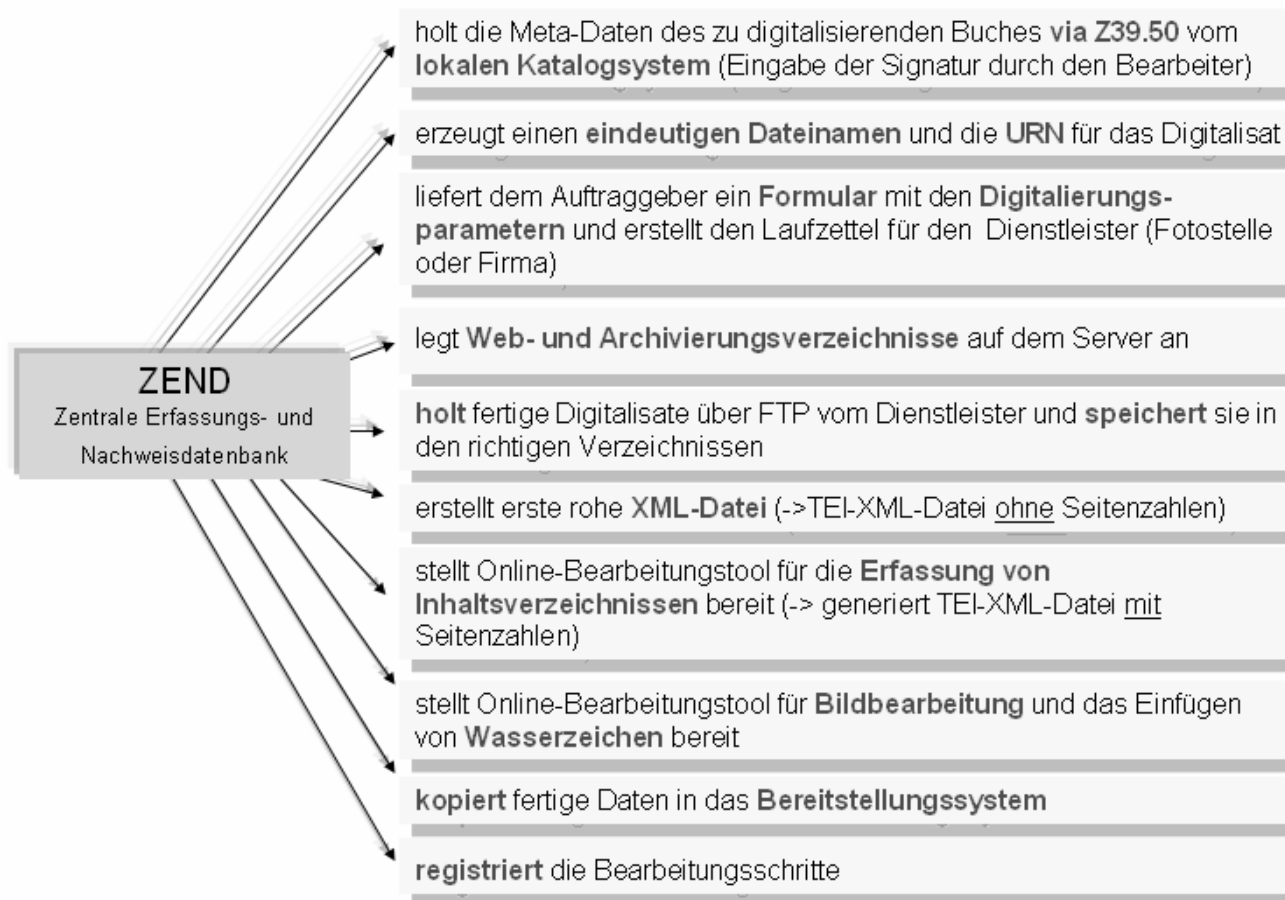 holt die Meta-Daten des zu digitalisierenden Buches via Z39.50 vom
lokalen Katalogsystem (Eingabe der Signatur durch den Bearbeiter)
erzeugt einen eindeutigen Dateinamen und die URN für das Digitalisat
liefert dem Auftraggeber ein Formular mit den Digitalierungs-
parametern und erstellt den Laufzettel für den Dienstleister (Fotostelle
oder Firma)
legt Web- und Archivierungsverzeichnisse auf dem Server an
ZEND
Zentrale Erfassungs- und
Nachweisdatenbank
holt fertige Digitalisate über FTP vom Dienstleister und speichert sie in
den richtigen Verzeichnissen
erstellt erste rohe XML-Datei (->TEI-XML-Datei ohne Seitenzahlen)
stellt Online-Bearbeitungstool für die Erfassung von
Inhaltsverzeichnissen bereit (-> generiert TEI-XML-Datei mit
Seitenzahlen)
stellt Online-Bearbeitungstool für Bildbearbeitung und das Einfügen
von Wasserzeichen bereit
kopiert fertige Daten in das Bereitstellungssystem
registriert die Bearbeitungsschritte